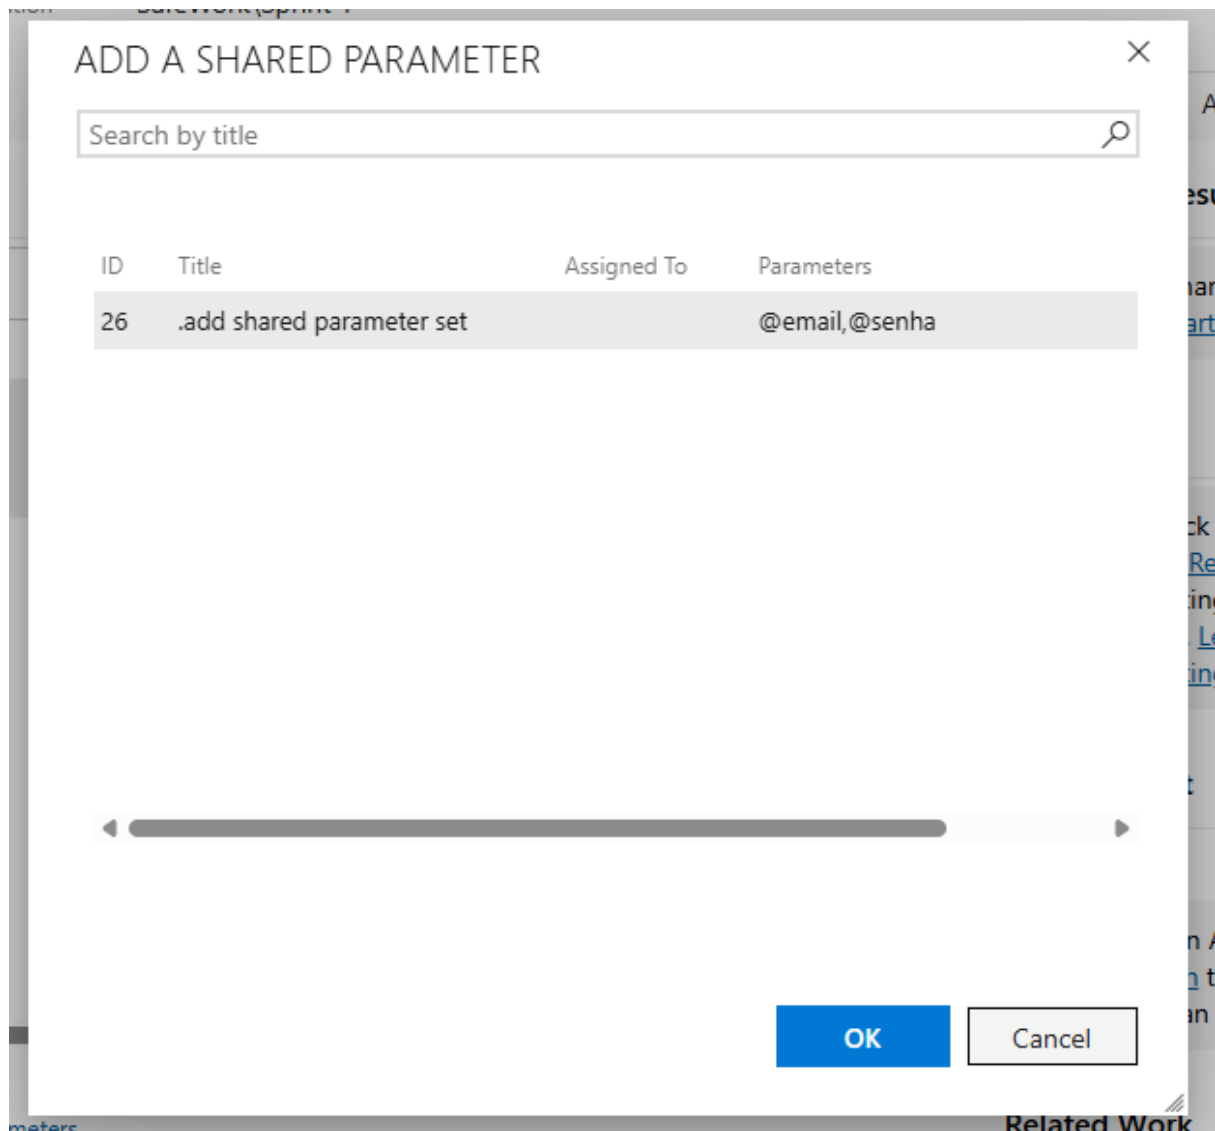 ADD A SHARED PARAMETER
Search by title
ID Title Assigned To Parameters
26 .add shared parameter set @email,@senha
OK Cancel
Related Work